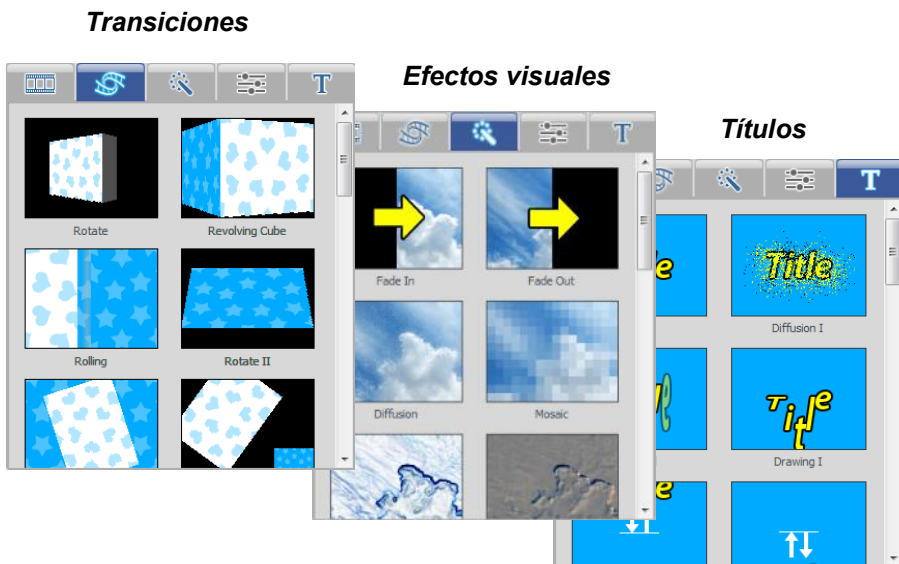 Transiciones
Rotate
Revolving Cube
Rolling
Rotate II
Efectos visuales
T
Fade In
Fade Out
Diffusion
Mosaic
Títulos
T
Title
Diffusion I
Title
Drawing I
T